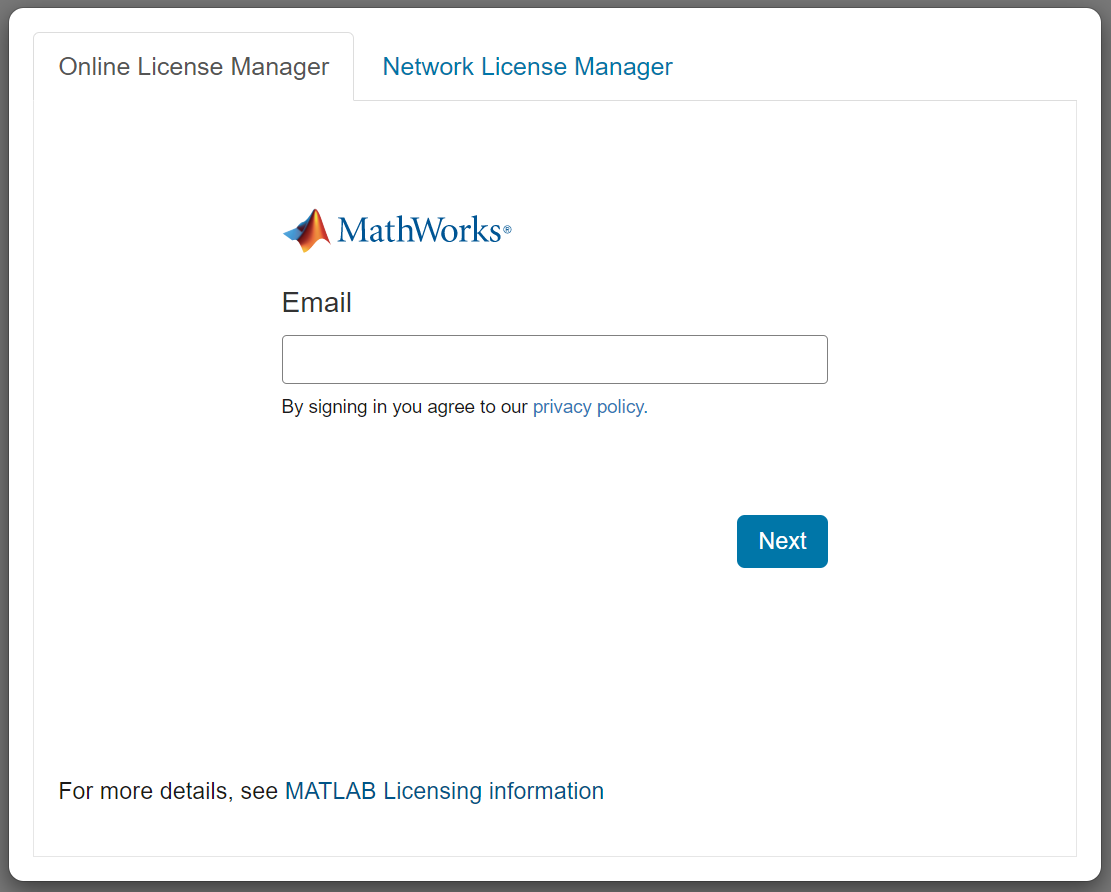 Online License Manager
Network License Manager
MathWorks®
Email
By signing in you agree to our privacy policy.
Next
For more details, see MATLAB Licensing information